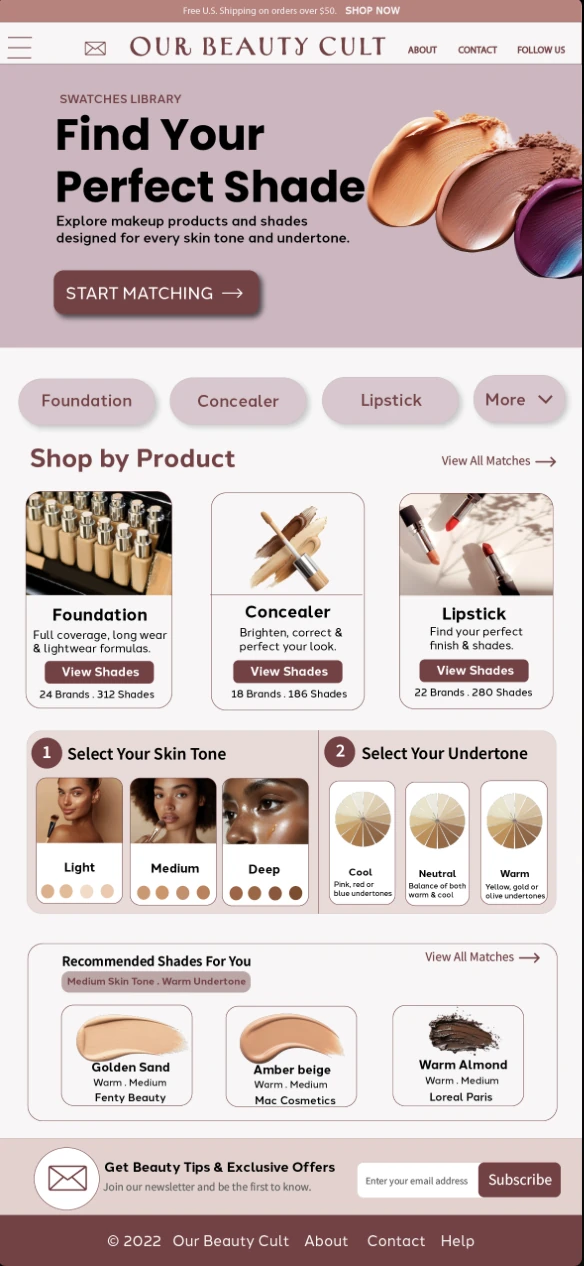 Free U.S. Shipping on orders over $50. SHOP NOW
OUR BEAUTY CULT
ABOUT CONTACT FOLLOW US
SWATCHES LIBRARY
Find Your
Perfect Shade
Explore makeup products and shades
designed for every skin tone and undertone.
START MATCHING →
Foundation Concealer Lipstick More
Shop by Product
View All Matches →
Foundation
Full coverage, long wear
& lightwear formulas.
View Shades
24 Brands . 312 Shades
Concealer
Brighten, correct &
perfect your look.
View Shades
18 Brands . 186 Shades
Lipstick
Find your perfect
finish & shades.
View Shades
22 Brands . 280 Shades
1 Select Your Skin Tone
Light
Medium
Deep
2 Select Your Undertone
Cool
Pink, red or
blue undertones
Neutral
Balance of both
warm & cool
Warm
Yellow, gold or
olive undertones
Recommended Shades For You
View All Matches →
Medium Skin Tone . Warm Undertone
Golden Sand
Warm . Medium
Fenty Beauty
Amber beige
Warm . Medium
Mac Cosmetics
Warm Almond
Warm . Medium
Loreal Paris
Get Beauty Tips & Exclusive Offers
Join our newsletter and be the first to know.
Enter your email address
Subscribe
© 2022 Our Beauty Cult About Contact Help